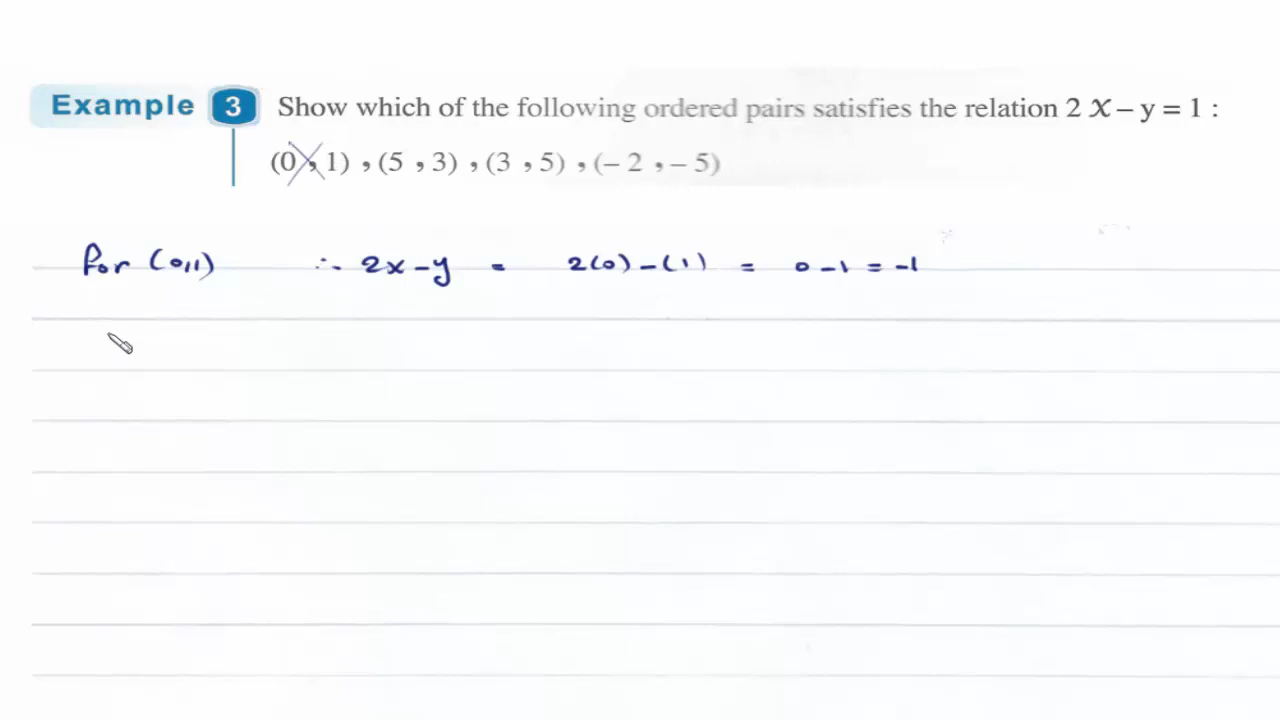 Example 3 Show which of the following ordered pairs satisfies the relation 2 x – y = 1 :
(0 , 1) , (5 , 3) , (3 , 5) , (– 2 , – 5)
For (0,1) ∴ 2x - y = 2(0) - (1) = 0 - 1 = -1